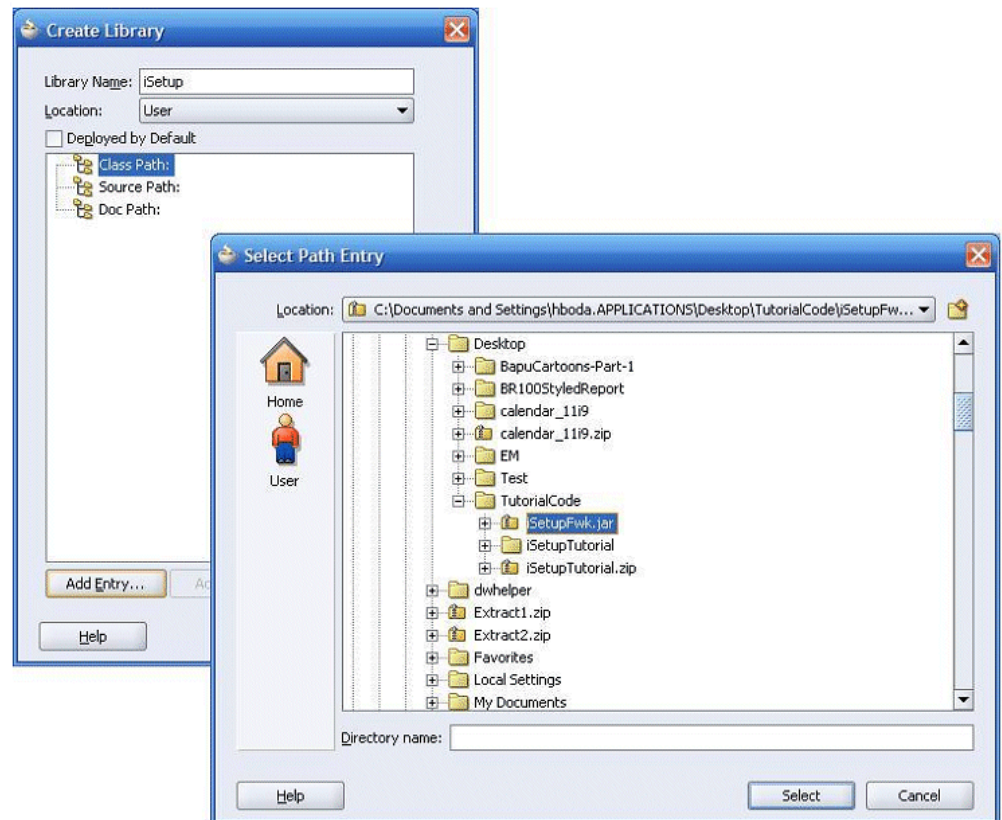 Create Library
Library Name: iSetup
Location: User
Deployed by Default
Class Path:
Source Path:
Doc Path:
Add Entry...
Help
Select Path Entry
Location: C:\Documents and Settings\hboda.APPLICATIONS\Desktop\TutorialCode\iSetupFw...
Home
User
Desktop
BapuCartoons-Part-1
BR100StyledReport
calendar_11i9
calendar_11i9.zip
EM
Test
TutorialCode
iSetupFwk.jar
iSetupTutorial
iSetupTutorial.zip
dwhelper
Extract1.zip
Extract2.zip
Favorites
Local Settings
My Documents
Directory name:
Help
Select
Cancel